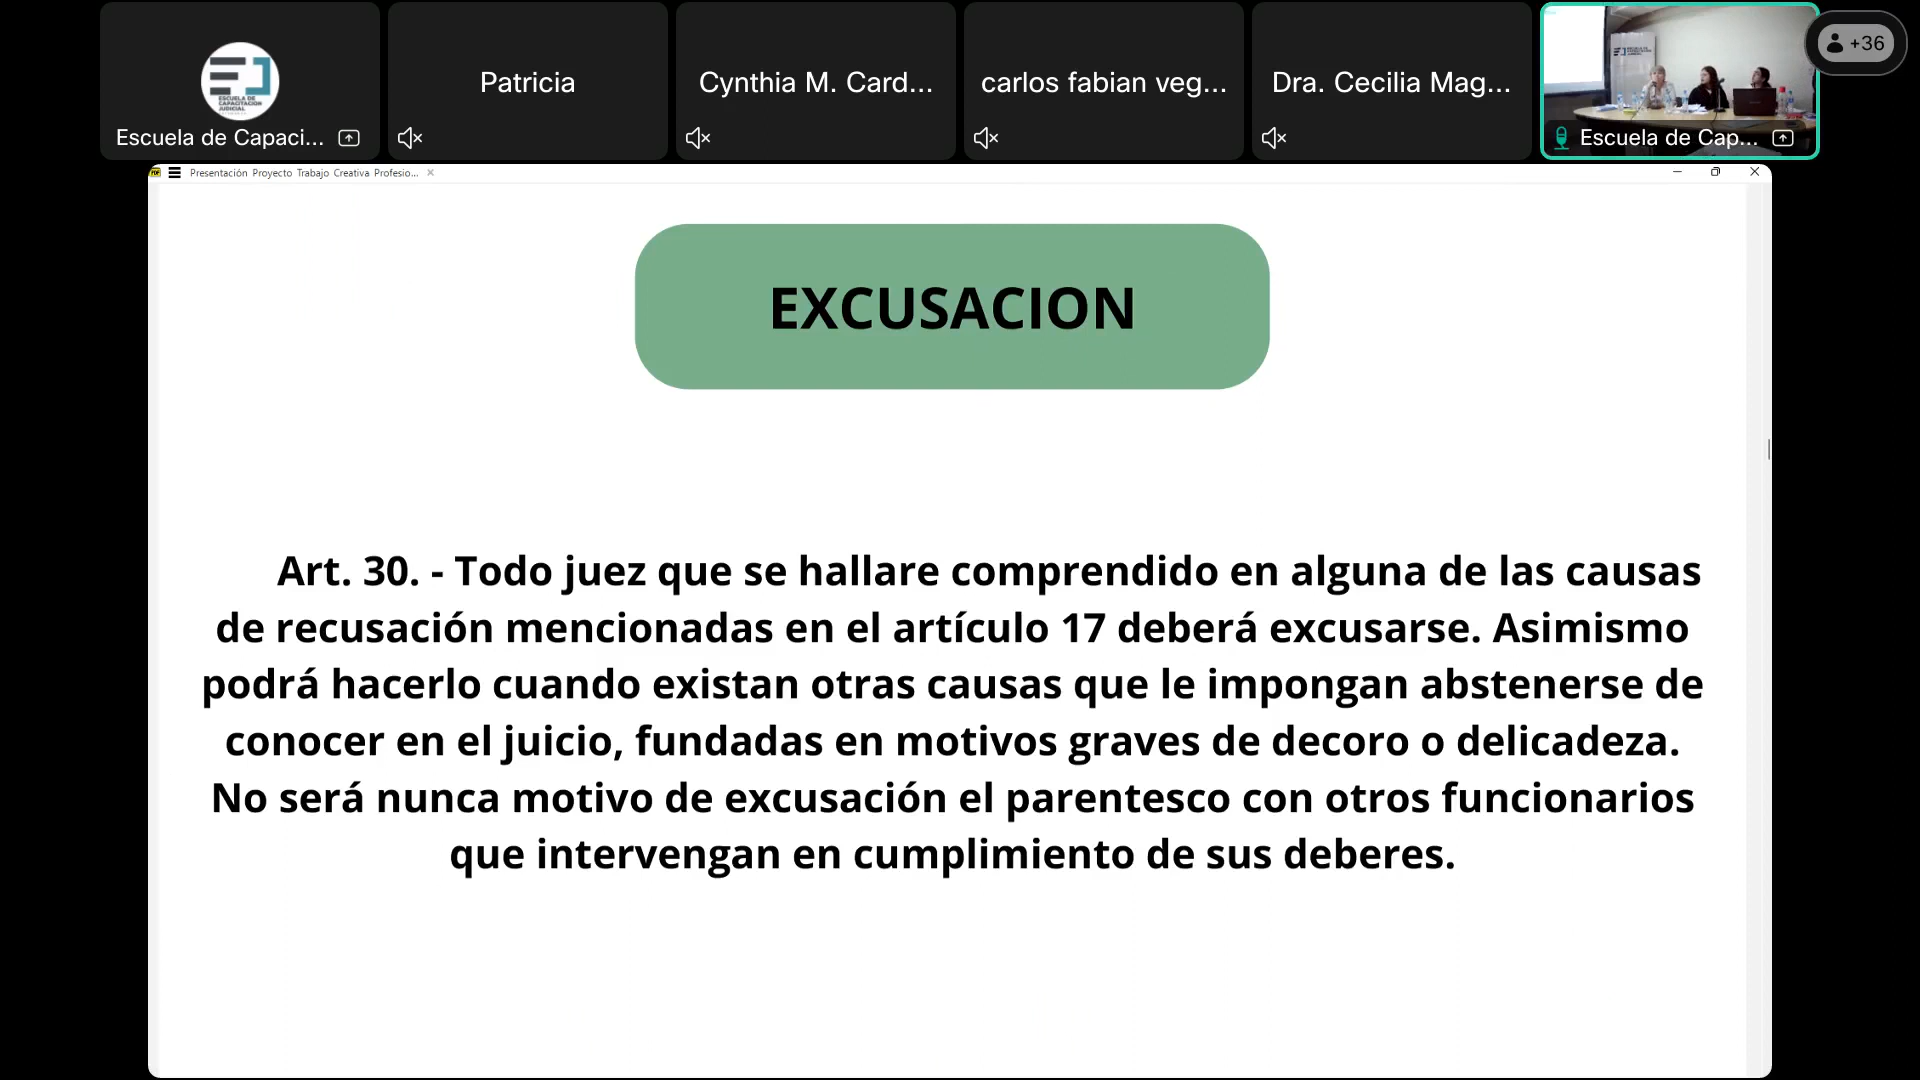 ESCUELA DE
CAPACITACION
JUDICIAL
Escuela de Capaci...
Patricia
Cynthia M. Card...
carlos fabian veg...
Dra. Cecilia Mag...
Escuela de Cap...
+36
Presentación Proyecto Trabajo Creativa Profesio...
EXCUSACION
Art. 30. - Todo juez que se hallare comprendido en alguna de las causas
de recusación mencionadas en el artículo 17 deberá excusarse. Asimismo
podrá hacerlo cuando existan otras causas que le impongan abstenerse de
conocer en el juicio, fundadas en motivos graves de decoro o delicadeza.
No será nunca motivo de excusación el parentesco con otros funcionarios
que intervengan en cumplimiento de sus deberes.